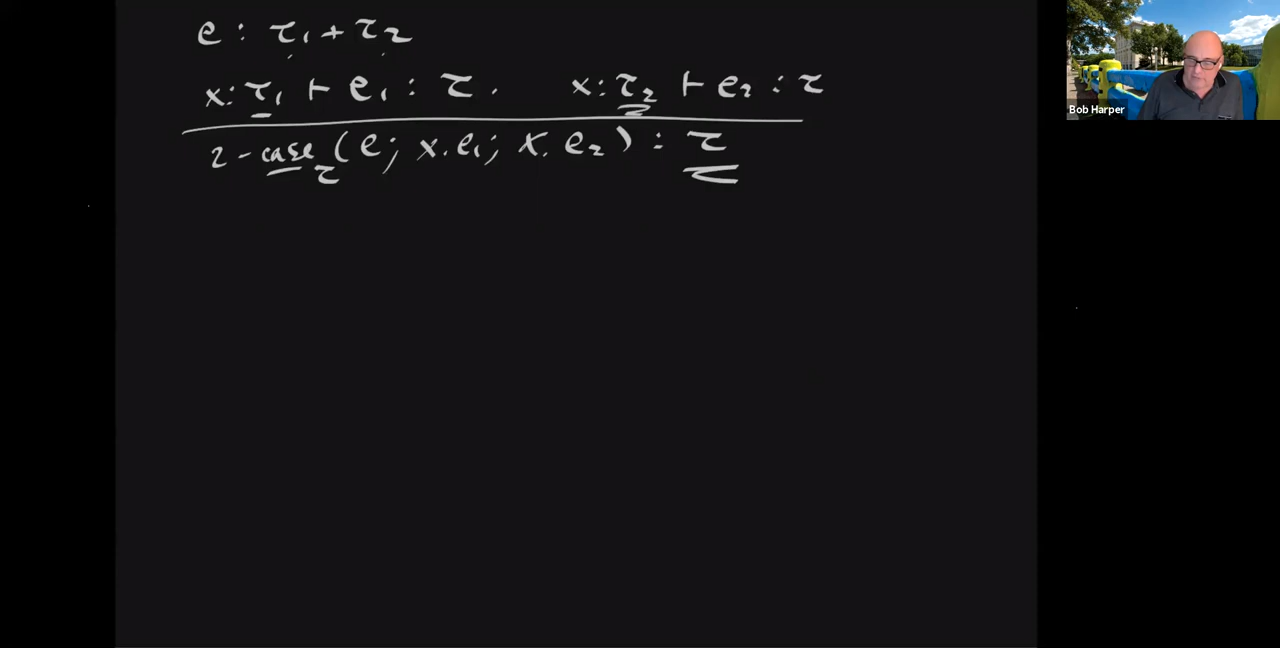 e : τ₁ + τ₂
x : τ₁ ⊢ e₁ : τ . x : τ₂ ⊢ e₂ : τ
2 - case_τ (e; x.e₁; x.e₂) : τ
Bob Harper